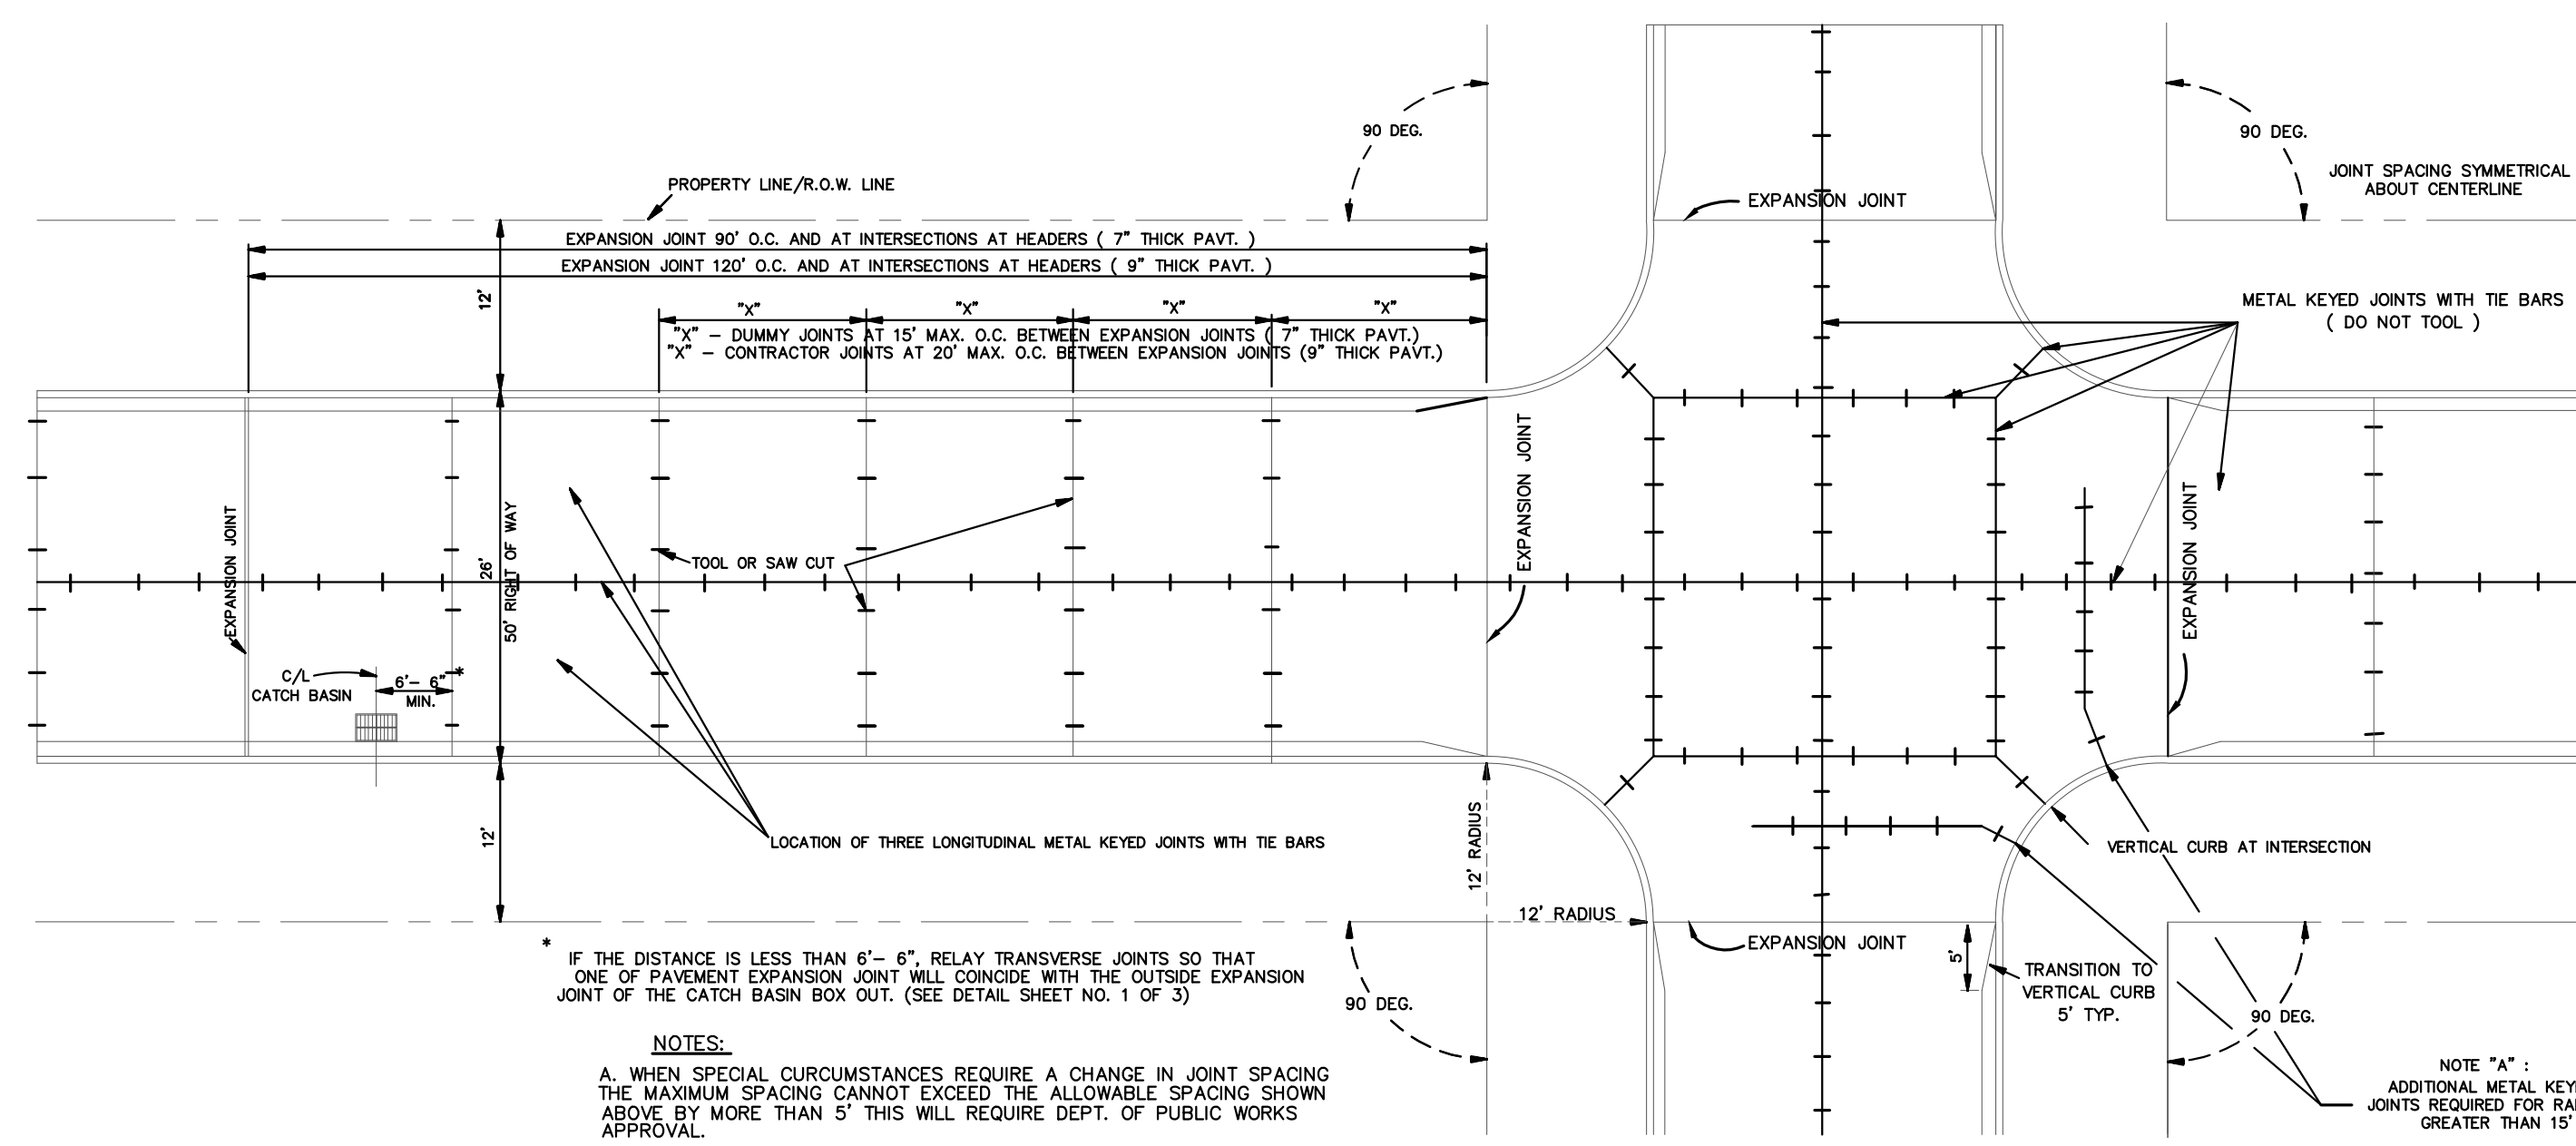 90 DEG.
90 DEG.
JOINT SPACING SYMMETRICAL
ABOUT CENTERLINE
PROPERTY LINE/R.O.W. LINE
EXPANSION JOINT
EXPANSION JOINT 90' O.C. AND AT INTERSECTIONS AT HEADERS ( 7" THICK PAVT. )
EXPANSION JOINT 120' O.C. AND AT INTERSECTIONS AT HEADERS ( 9" THICK PAVT. )
12'
"X"
"X"
"X"
"X"
"X" – DUMMY JOINTS AT 15' MAX. O.C. BETWEEN EXPANSION JOINTS ( 7" THICK PAVT.)
"X" – CONTRACTOR JOINTS AT 20' MAX. O.C. BETWEEN EXPANSION JOINTS (9" THICK PAVT.)
METAL KEYED JOINTS WITH TIE BARS
( DO NOT TOOL )
EXPANSION JOINT
26'
50' RIGHT OF WAY
TOOL OR SAW CUT
EXPANSION JOINT
EXPANSION JOINT
C/L
CATCH BASIN
6'– 6" *
MIN.
12'
LOCATION OF THREE LONGITUDINAL METAL KEYED JOINTS WITH TIE BARS
12' RADIUS
VERTICAL CURB AT INTERSECTION
12' RADIUS
EXPANSION JOINT
5'
TRANSITION TO
VERTICAL CURB
5' TYP.
*
IF THE DISTANCE IS LESS THAN 6'– 6", RELAY TRANSVERSE JOINTS SO THAT
ONE OF PAVEMENT EXPANSION JOINT WILL COINCIDE WITH THE OUTSIDE EXPANSION
JOINT OF THE CATCH BASIN BOX OUT. (SEE DETAIL SHEET NO. 1 OF 3)
90 DEG.
90 DEG.
NOTES:
A. WHEN SPECIAL CURCUMSTANCES REQUIRE A CHANGE IN JOINT SPACING
THE MAXIMUM SPACING CANNOT EXCEED THE ALLOWABLE SPACING SHOWN
ABOVE BY MORE THAN 5' THIS WILL REQUIRE DEPT. OF PUBLIC WORKS
APPROVAL.
NOTE "A" :
ADDITIONAL METAL
JOINTS REQUIRED FOR
GREATER THAN 15'